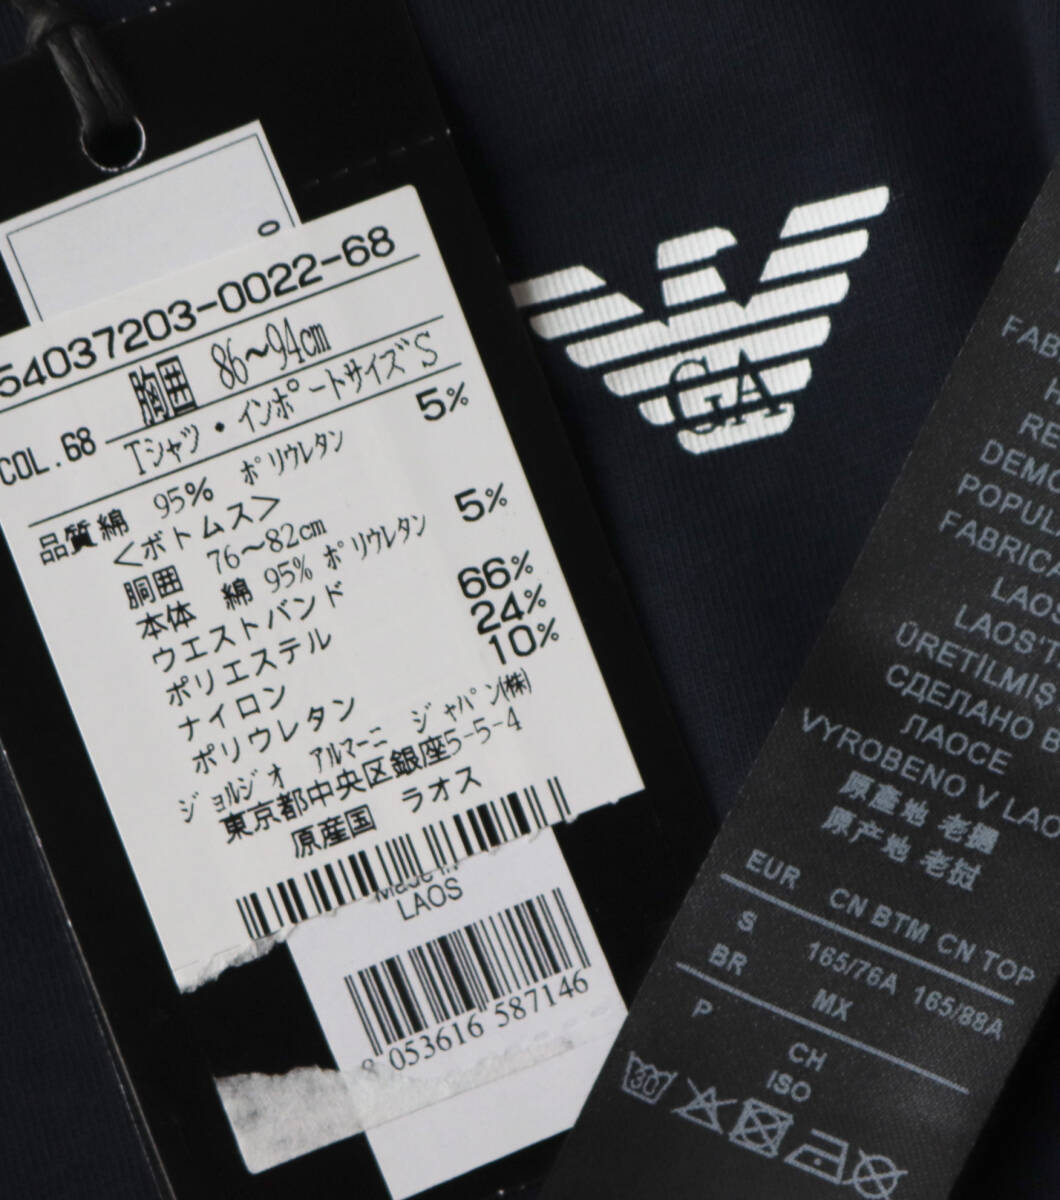 54037203-0022-68
胸囲 86~94cm
COL.68 Tシャツ・インポートサイズ S
品質綿 95% ポリウレタン 5%
<ボトムス>
胴囲 76~82cm
本体 綿 95% ポリウレタン 5%
ウエストバンド
ポリエステル 66%
ナイロン 24%
ポリウレタン 10%
ジョルジオ アルマーニ ジャパン(株)
東京都中央区銀座5-5-4
原産国 ラオス
Made in
LAOS
8 053616 587146
GA
FAB
RE
DEMO
POPUL
FABRICA
LAOS
LAOS'T
ÜRETİLMİŞ
СДЕЛАНО В
ЛАОСЕ
VYROBENO V LAO
原產地 老撾
原产地 老挝
EUR CN BTM CN TOP
S 165/76A 165/88A
BR MX
P
CH
ISO
30